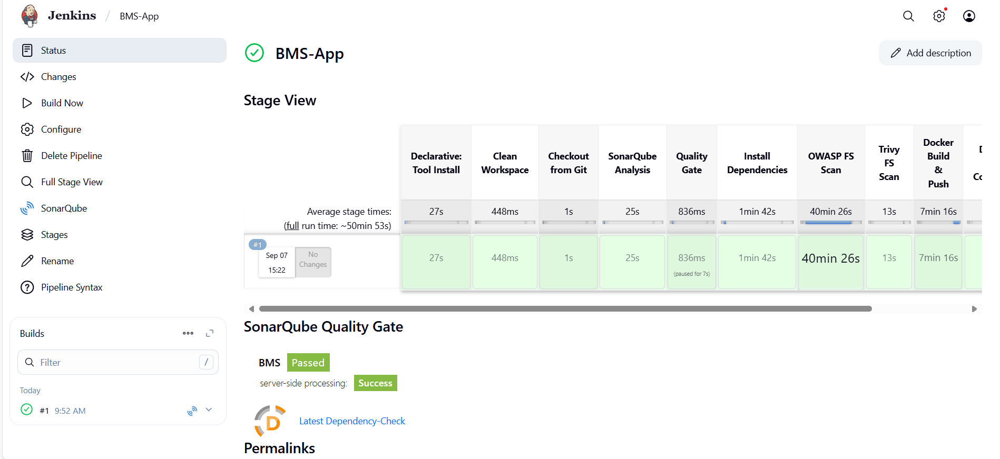 Jenkins / BMS-App
Status
Changes
Build Now
Configure
Delete Pipeline
Full Stage View
SonarQube
Stages
Rename
Pipeline Syntax
Builds
Filter /
Today
#1 9:52 AM
BMS-App
Add description
Stage View
Declarative:
Tool Install
Clean
Workspace
Checkout
from Git
SonarQube
Analysis
Quality
Gate
Install
Dependencies
OWASP FS
Scan
Trivy
FS
Scan
Docker
Build
&
Push
D
Co
Average stage times:
(full run time: ~50min 53s)
27s 448ms 1s 25s 836ms 1min 42s 40min 26s 13s 7min 16s
#1
Sep 07
15:22
No
Changes
27s 448ms 1s 25s 836ms 1min 42s 40min 26s 13s 7min 16s
(paused for 7s)
SonarQube Quality Gate
BMS Passed
server-side processing: Success
D
Latest Dependency-Check
Permalinks